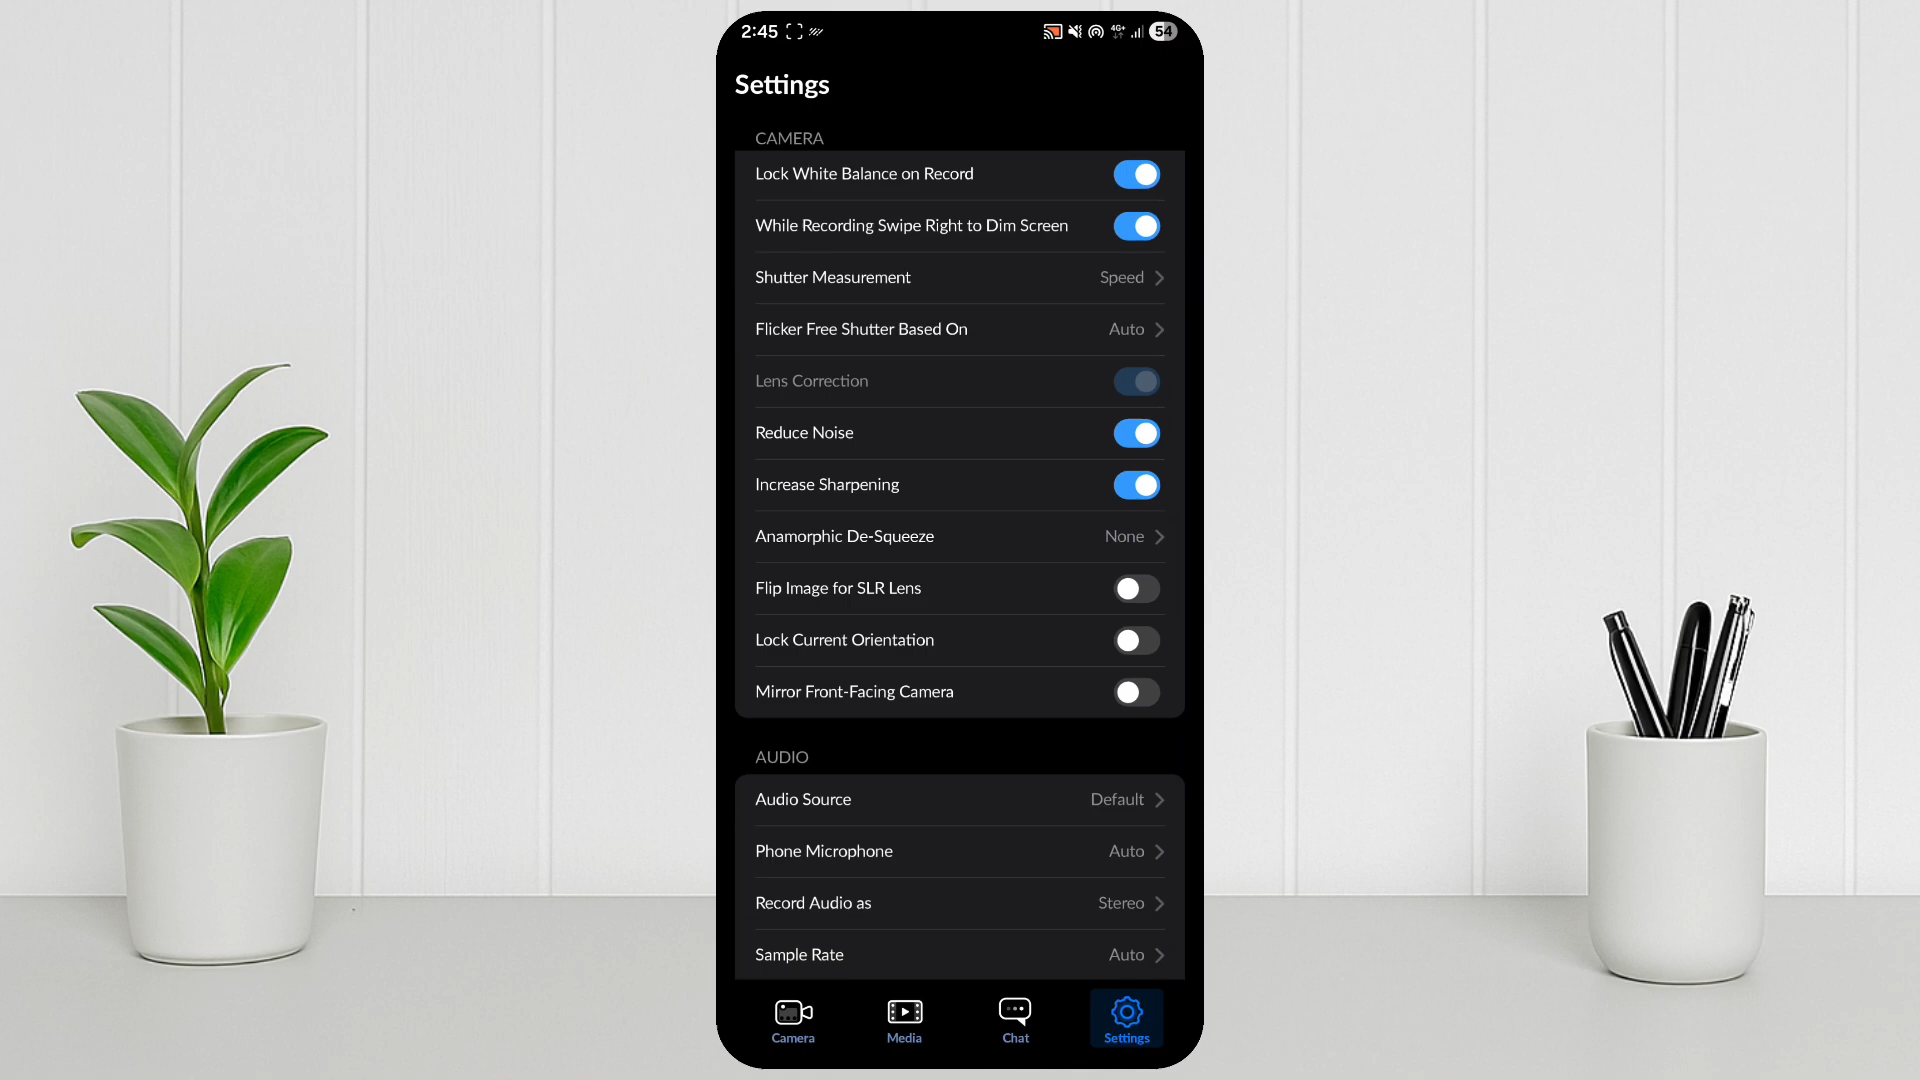 2:45
4G+
54
Settings
CAMERA
Lock White Balance on Record
While Recording Swipe Right to Dim Screen
Shutter Measurement Speed
Flicker Free Shutter Based On Auto
Lens Correction
Reduce Noise
Increase Sharpening
Anamorphic De-Squeeze None
Flip Image for SLR Lens
Lock Current Orientation
Mirror Front-Facing Camera
AUDIO
Audio Source Default
Phone Microphone Auto
Record Audio as Stereo
Sample Rate Auto
Camera Media Chat Settings